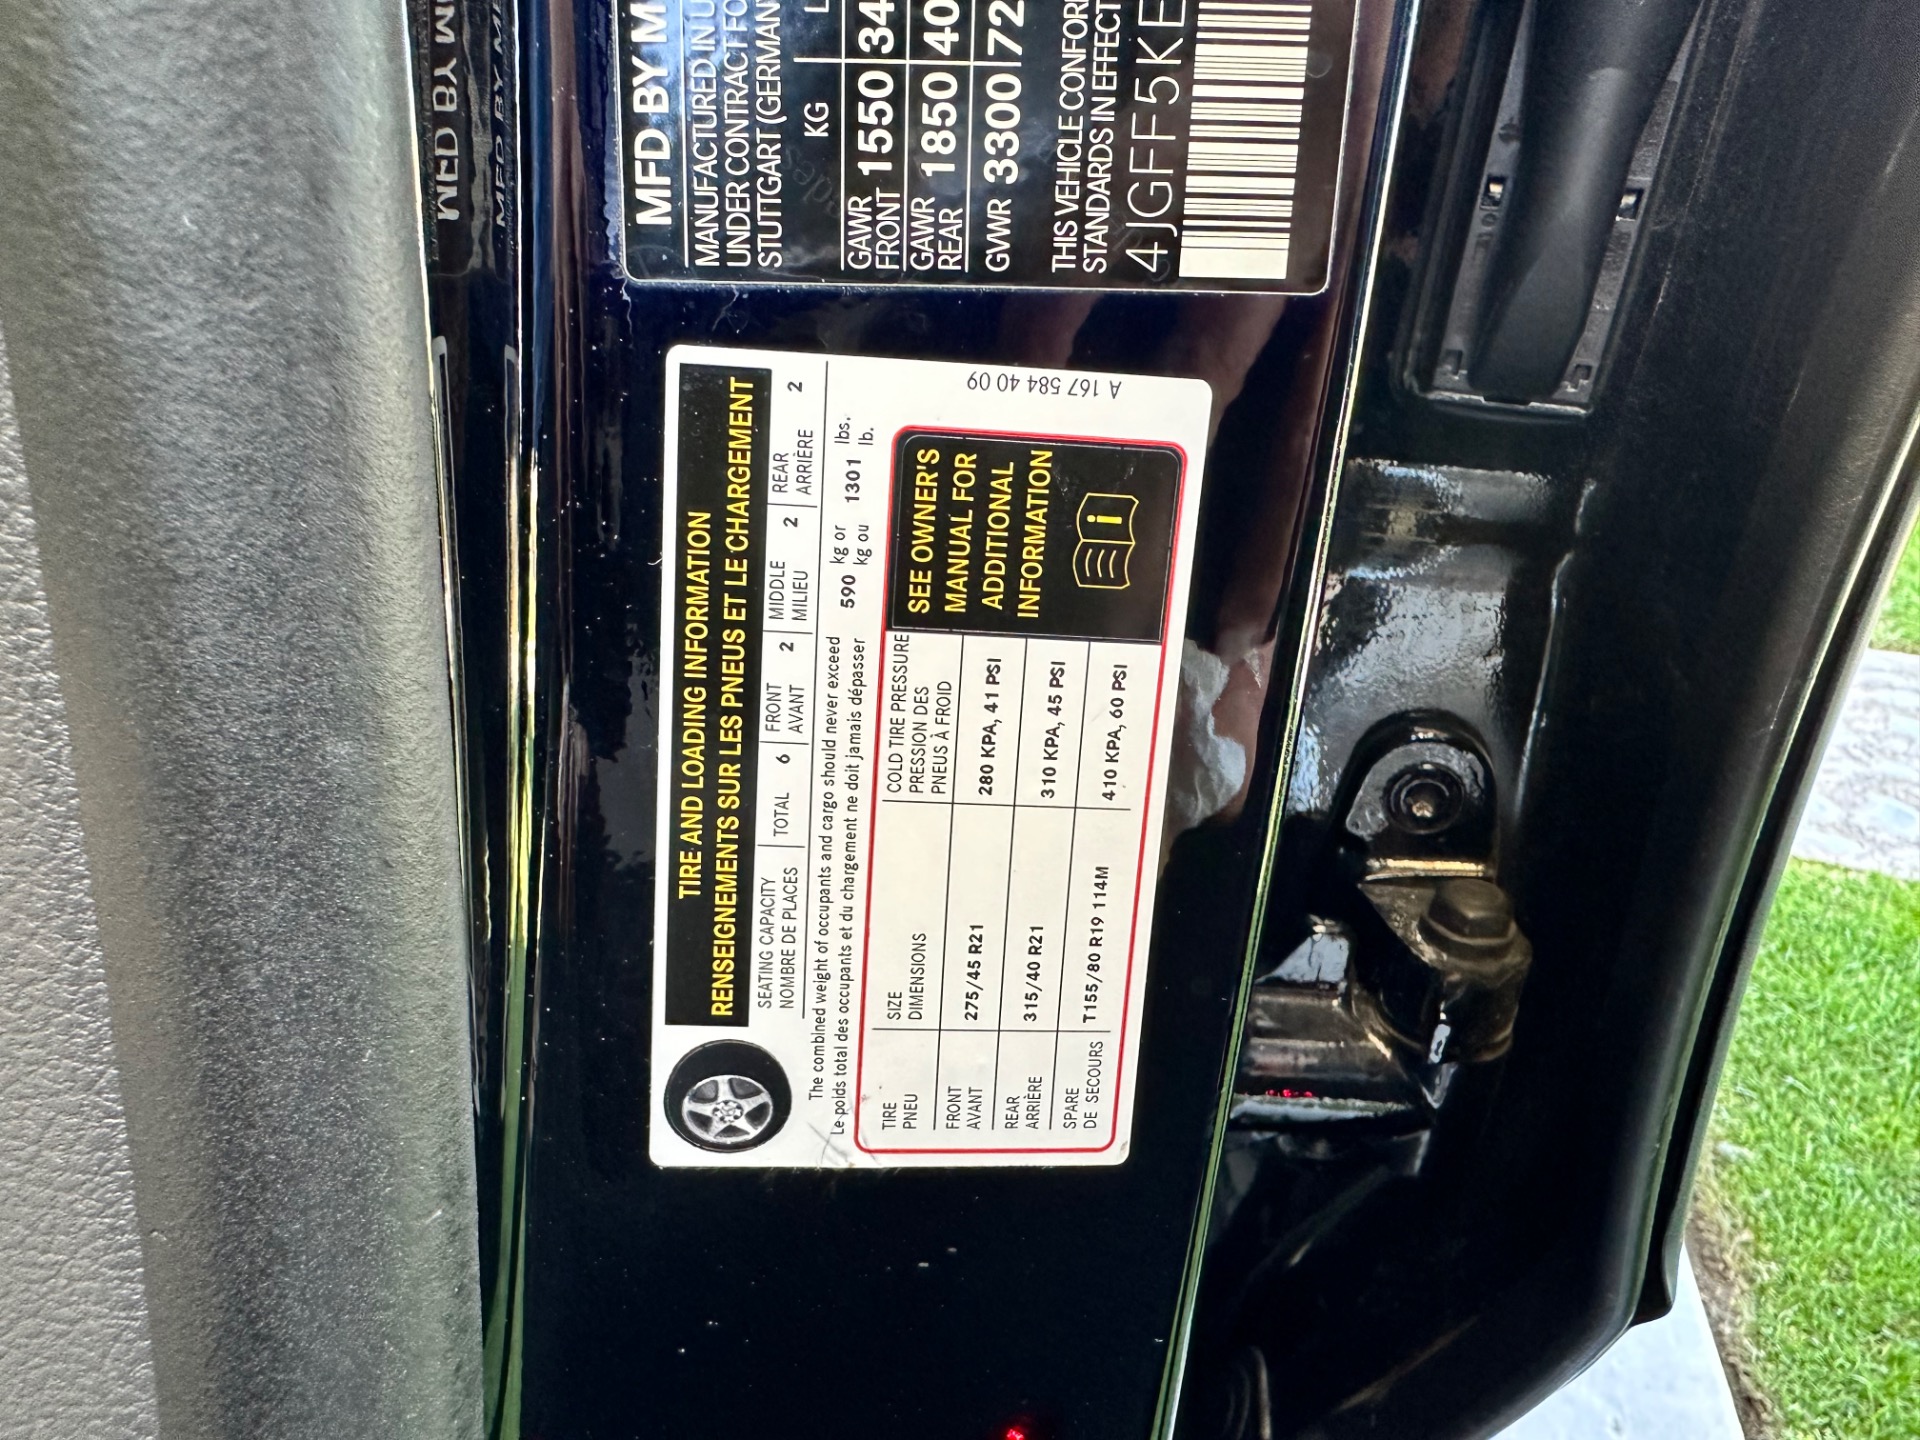 TIRE AND LOADING INFORMATION
RENSEIGNEMENTS SUR LES PNEUS ET LE CHARGEMENT
SEATING CAPACITY TOTAL 6 FRONT 2 MIDDLE 2 REAR 2
NOMBRE DE PLACES AVANT MILIEU ARRIÈRE
The combined weight of occupants and cargo should never exceed 590 kg or 1301 lbs.
Le poids total des occupants et du chargement ne doit jamais dépasser kg ou lb.
TIRE SIZE COLD TIRE PRESSURE
PNEU DIMENSIONS PRESSION DES
PNEUS À FROID
FRONT 275/45 R21 280 KPA, 41 PSI
AVANT
REAR 315/40 R21 310 KPA, 45 PSI
ARRIÈRE
SPARE T155/80 R19 114M 410 KPA, 60 PSI
DE SECOURS
SEE OWNER'S
MANUAL FOR
ADDITIONAL
INFORMATION
i
A 167 584 40 09
MFD BY M
MANUFACTURED IN U
UNDER CONTRACT FO
STUTTGART (GERMAN
KG L
GAWR
FRONT 1550 34
GAWR
REAR 1850 40
GVWR 3300 72
THIS VEHICLE CONFOR
STANDARDS IN EFFECT
4JGFF5KE